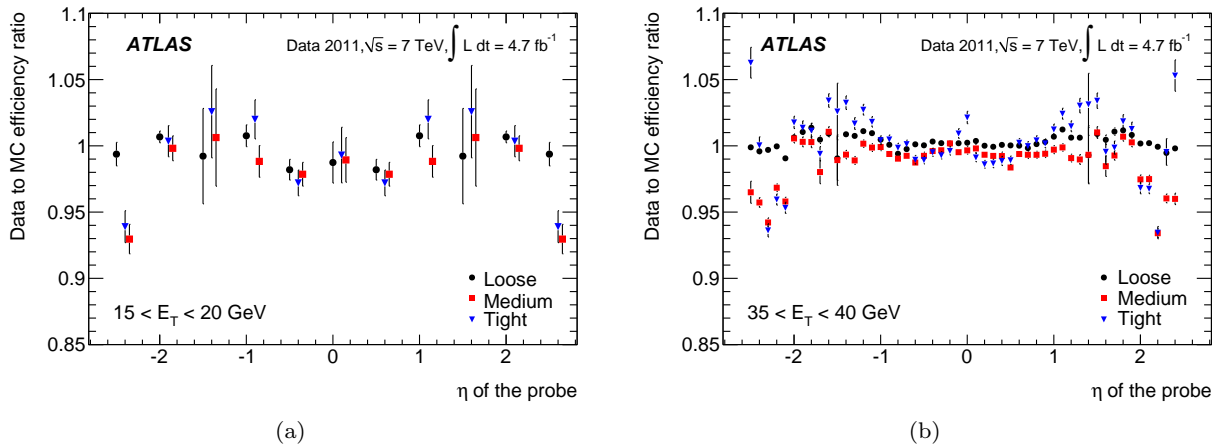 ATLAS
Data 2011,√s = 7 TeV,∫ L dt = 4.7 fb⁻¹
Data to MC efficiency ratio
1.1
1.05
1
0.95
0.9
0.85
Loose
Medium
Tight
15 < E_T < 20 GeV
-2 -1 0 1 2
η of the probe
(a)
ATLAS
Data 2011,√s = 7 TeV,∫ L dt = 4.7 fb⁻¹
Data to MC efficiency ratio
1.1
1.05
1
0.95
0.9
0.85
Loose
Medium
Tight
35 < E_T < 40 GeV
-2 -1 0 1 2
η of the probe
(b)